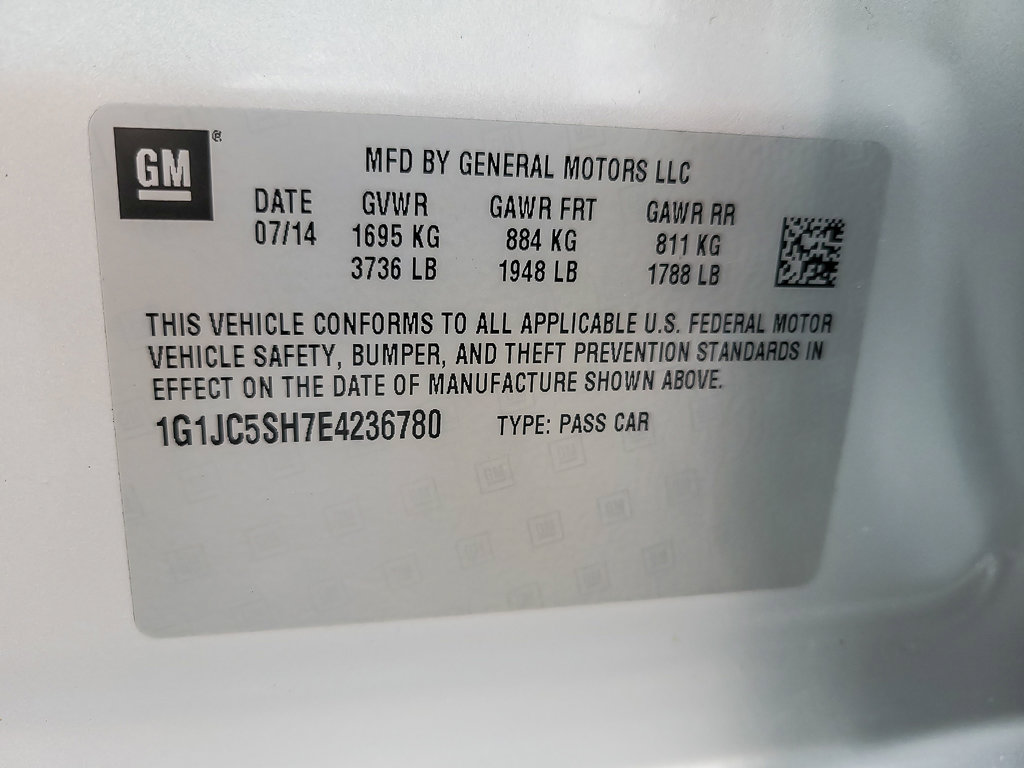 GM ®
MFD BY GENERAL MOTORS LLC
DATE GVWR GAWR FRT GAWR RR
07/14 1695 KG 884 KG 811 KG
3736 LB 1948 LB 1788 LB
THIS VEHICLE CONFORMS TO ALL APPLICABLE U.S. FEDERAL MOTOR
VEHICLE SAFETY, BUMPER, AND THEFT PREVENTION STANDARDS IN
EFFECT ON THE DATE OF MANUFACTURE SHOWN ABOVE.
1G1JC5SH7E4236780 TYPE: PASS CAR